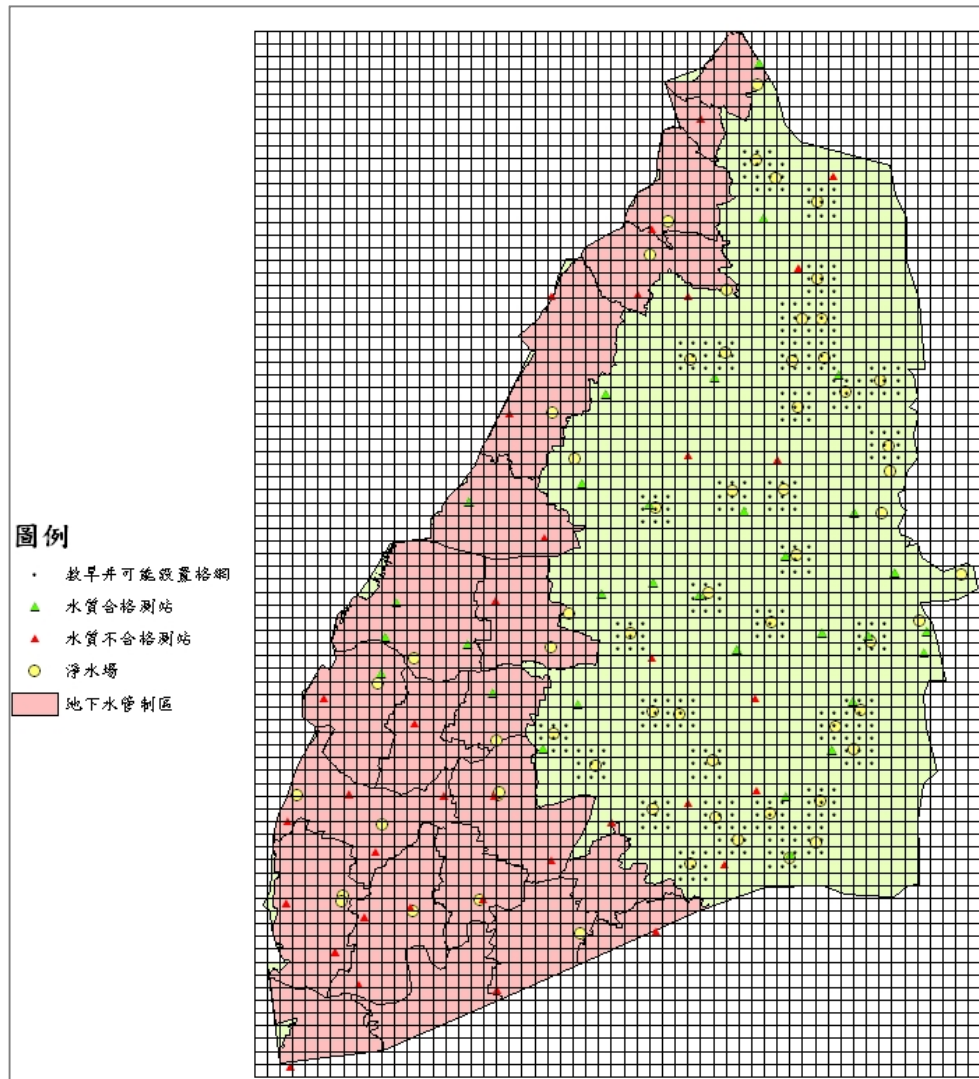 圖例
救旱井可能設置格網
水質合格測站
水質不合格測站
淨水場
地下水管制區